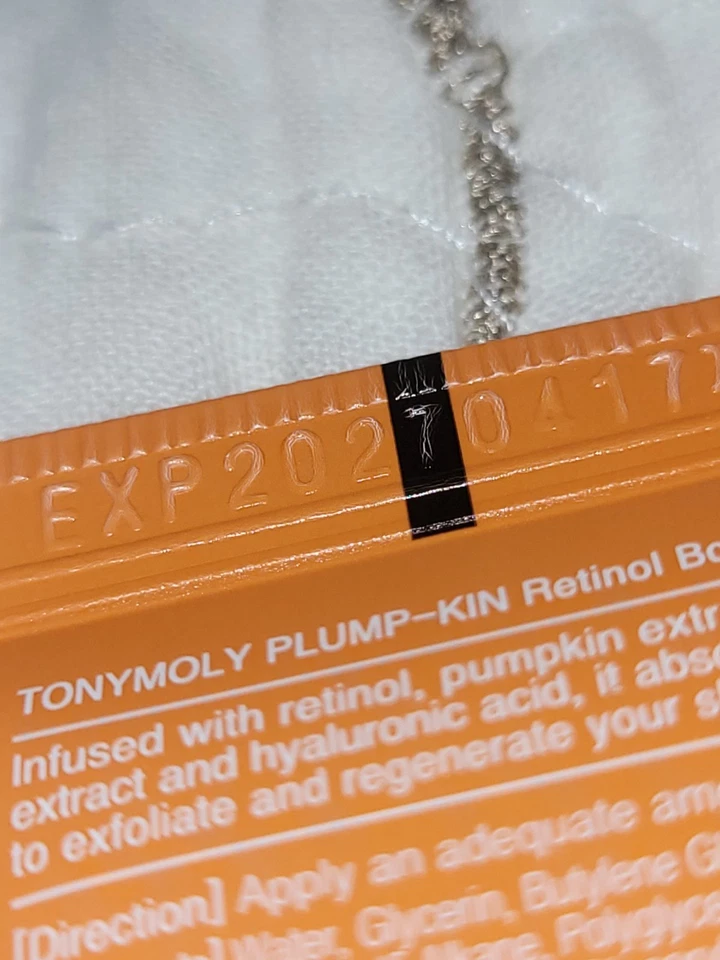 EXP20270417
TONYMOLY PLUMP-KIN Retinol
Infused with retinol, pumpkin
extract and hyaluronic acid, it
to exfoliate and regenerate your
[Direction] Apply an adequate
Water, Glycerin, Butylene